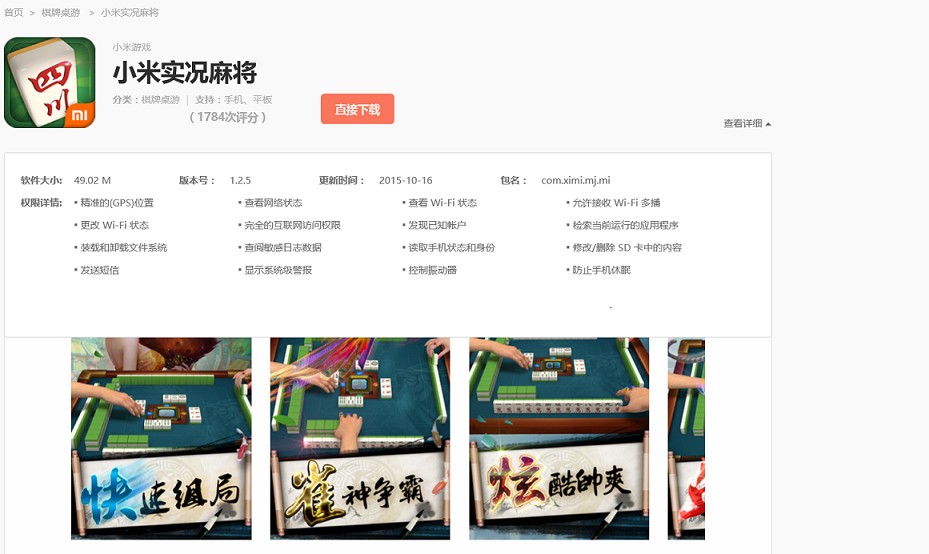 首页 > 棋牌桌游 > 小米实况麻将
四川
mi
小米游戏
小米实况麻将
分类：棋牌桌游 | 支持：手机、平板
( 1784次评分 )
直接下载
查看详细
软件大小: 49.02 M 版本号： 1.2.5 更新时间： 2015-10-16 包名： com.ximi.mj.mi
权限详情: ▪ 精准的(GPS)位置 ▪ 查看网络状态 ▪ 查看 Wi-Fi 状态 ▪ 允许接收 Wi-Fi 多播
▪ 更改 Wi-Fi 状态 ▪ 完全的互联网访问权限 ▪ 发现已知帐户 ▪ 检索当前运行的应用程序
▪ 装载和卸载文件系统 ▪ 查阅敏感日志数据 ▪ 读取手机状态和身份 ▪ 修改/删除 SD 卡中的内容
▪ 发送短信 ▪ 显示系统级警报 ▪ 控制振动器 ▪ 防止手机休眠
快速组局
雀神争霸
炫酷帅爽